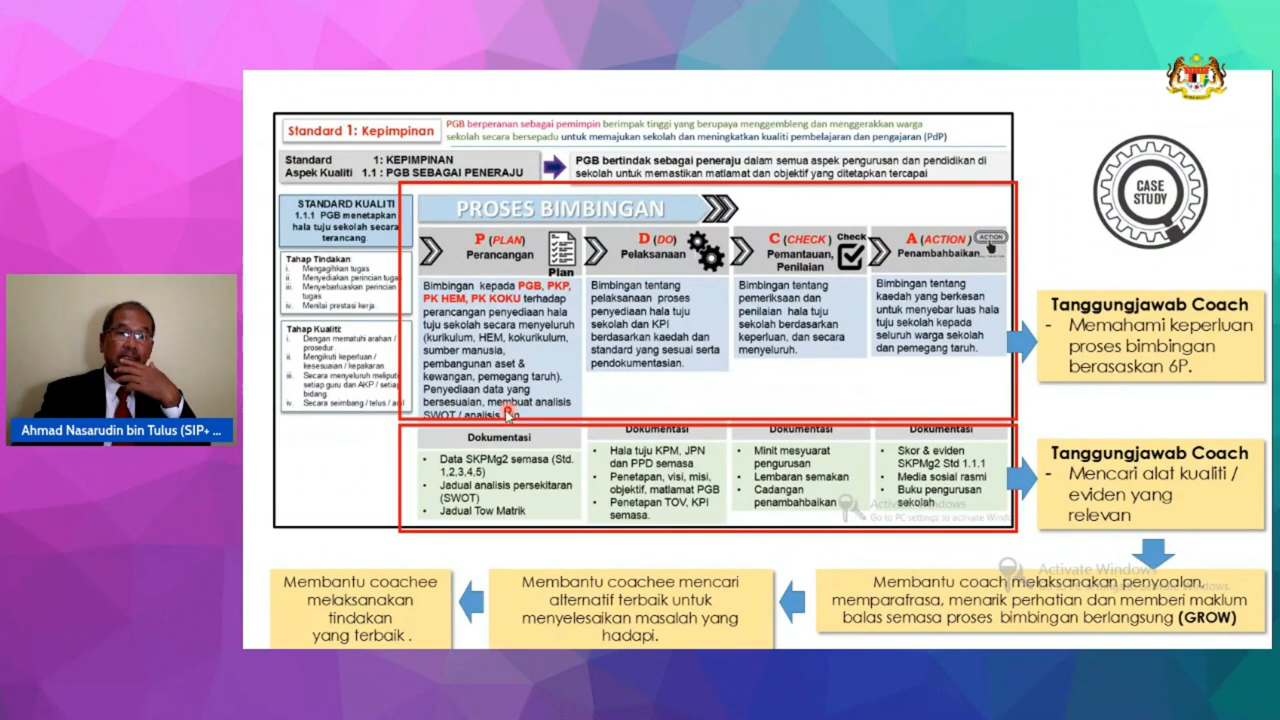 Standard 1: Kepimpinan
PGB berperanan sebagai pemimpin berimpak tinggi yang berupaya menggembleng dan menggerakkan warga
sekolah secara bersepadu untuk memajukan sekolah dan meningkatkan kualiti pembelajaran dan pengajaran (PdP)
Standard 1: KEPIMPINAN
Aspek Kualiti 1.1 : PGB SEBAGAI PENERAJU
PGB bertindak sebagai peneraju dalam semua aspek pengurusan dan pendidikan di
sekolah untuk memastikan matlamat dan objektif yang ditetapkan tercapai
STANDARD KUALITI
1.1.1 PGB menetapkan
hala tuju sekolah secara
terancang
Tahap Tindakan:
i. Mengagihkan tugas
ii. Menyediakan perincian tugas
iii. Menyebarluaskan perincian
tugas
iv. Menilai prestasi kerja
Tahap Kualiti:
i. Dengan mematuhi arahan /
prosedur
ii. Mengikuti keperluan /
kesesuaian / kepakaran.
iii. Secara menyeluruh meliputi
setiap guru dan AKP / setiap
bidang.
iv. Secara seimbang / telus /
PROSES BIMBINGAN
P (PLAN)
Perancangan
Plan
Bimbingan kepada PGB, PKP,
PK HEM, PK KOKU terhadap
perancangan penyediaan hala
tuju sekolah secara menyeluruh
(kurikulum, HEM, kokurikulum,
sumber manusia,
pembangunan aset &
kewangan, pemegang taruh).
Penyediaan data yang
bersesuaian, membuat analisis
SWOT / analisis
D (DO)
Pelaksanaan
Bimbingan tentang
pelaksanaan proses
penyediaan hala tuju
sekolah dan KPI
berdasarkan kaedah dan
standard yang sesuai serta
pendokumentasian.
C (CHECK)
Pemantauan,
Penilaian
Check
Bimbingan tentang
pemeriksaan dan
penilaian hala tuju
sekolah berdasarkan
keperluan, dan secara
menyeluruh.
A (ACTION)
Penambahbaikan
ACTION
Bimbingan tentang
kaedah yang berkesan
untuk menyebar luas hala
tuju sekolah kepada
seluruh warga sekolah
dan pemegang taruh.
Dokumentasi
Data SKPMg2 semasa (Std.
1,2,3,4,5)
Jadual analisis persekitaran
(SWOT)
Jadual Tow Matrik
Dokumentasi
Hala tuju KPM, JPN
dan PPD semasa
Penetapan, visi, misi,
objektif, matlamat PGB
Penetapan TOV, KPI
semasa.
Dokumentasi
Minit mesyuarat
pengurusan
Lembaran semakan
Cadangan
penambahbaikan
Dokumentasi
Skor & eviden
SKPMg2 Std 1.1.1
Media sosial rasmi
Buku pengurusan
sekolah
Activate Windows
Go to PC settings to activate
CASE
STUDY
Tanggungjawab Coach
- Memahami keperluan
proses bimbingan
berasaskan 6P.
Tanggungjawab Coach
- Mencari alat kualiti /
eviden yang
relevan
Activate Windows
Membantu coach melaksanakan penyoalan,
memparafrasa, menarik perhatian dan memberi maklum
balas semasa proses bimbingan berlangsung (GROW)
Membantu coachee mencari
alternatif terbaik untuk
menyelesaikan masalah yang
hadapi.
Membantu coachee
melaksanakan
tindakan
yang terbaik .
Ahmad Nasarudin bin Tulus (SIP+ ...